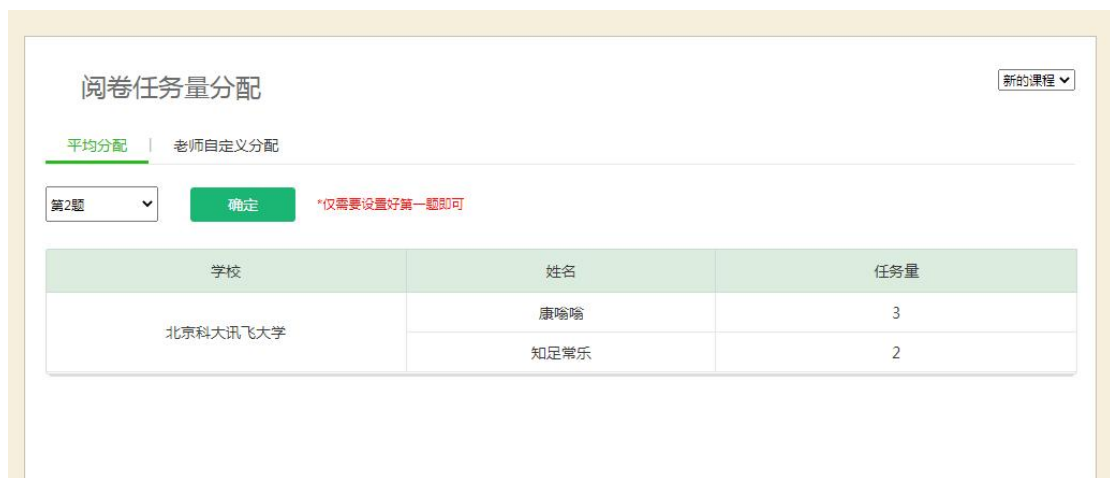 阅卷任务量分配
新的课程
平均分配 | 老师自定义分配
第2题 确定 *仅需要设置好第一题即可
学校 姓名 任务量
北京科大讯飞大学
康嗡嗡 3
知足常乐 2